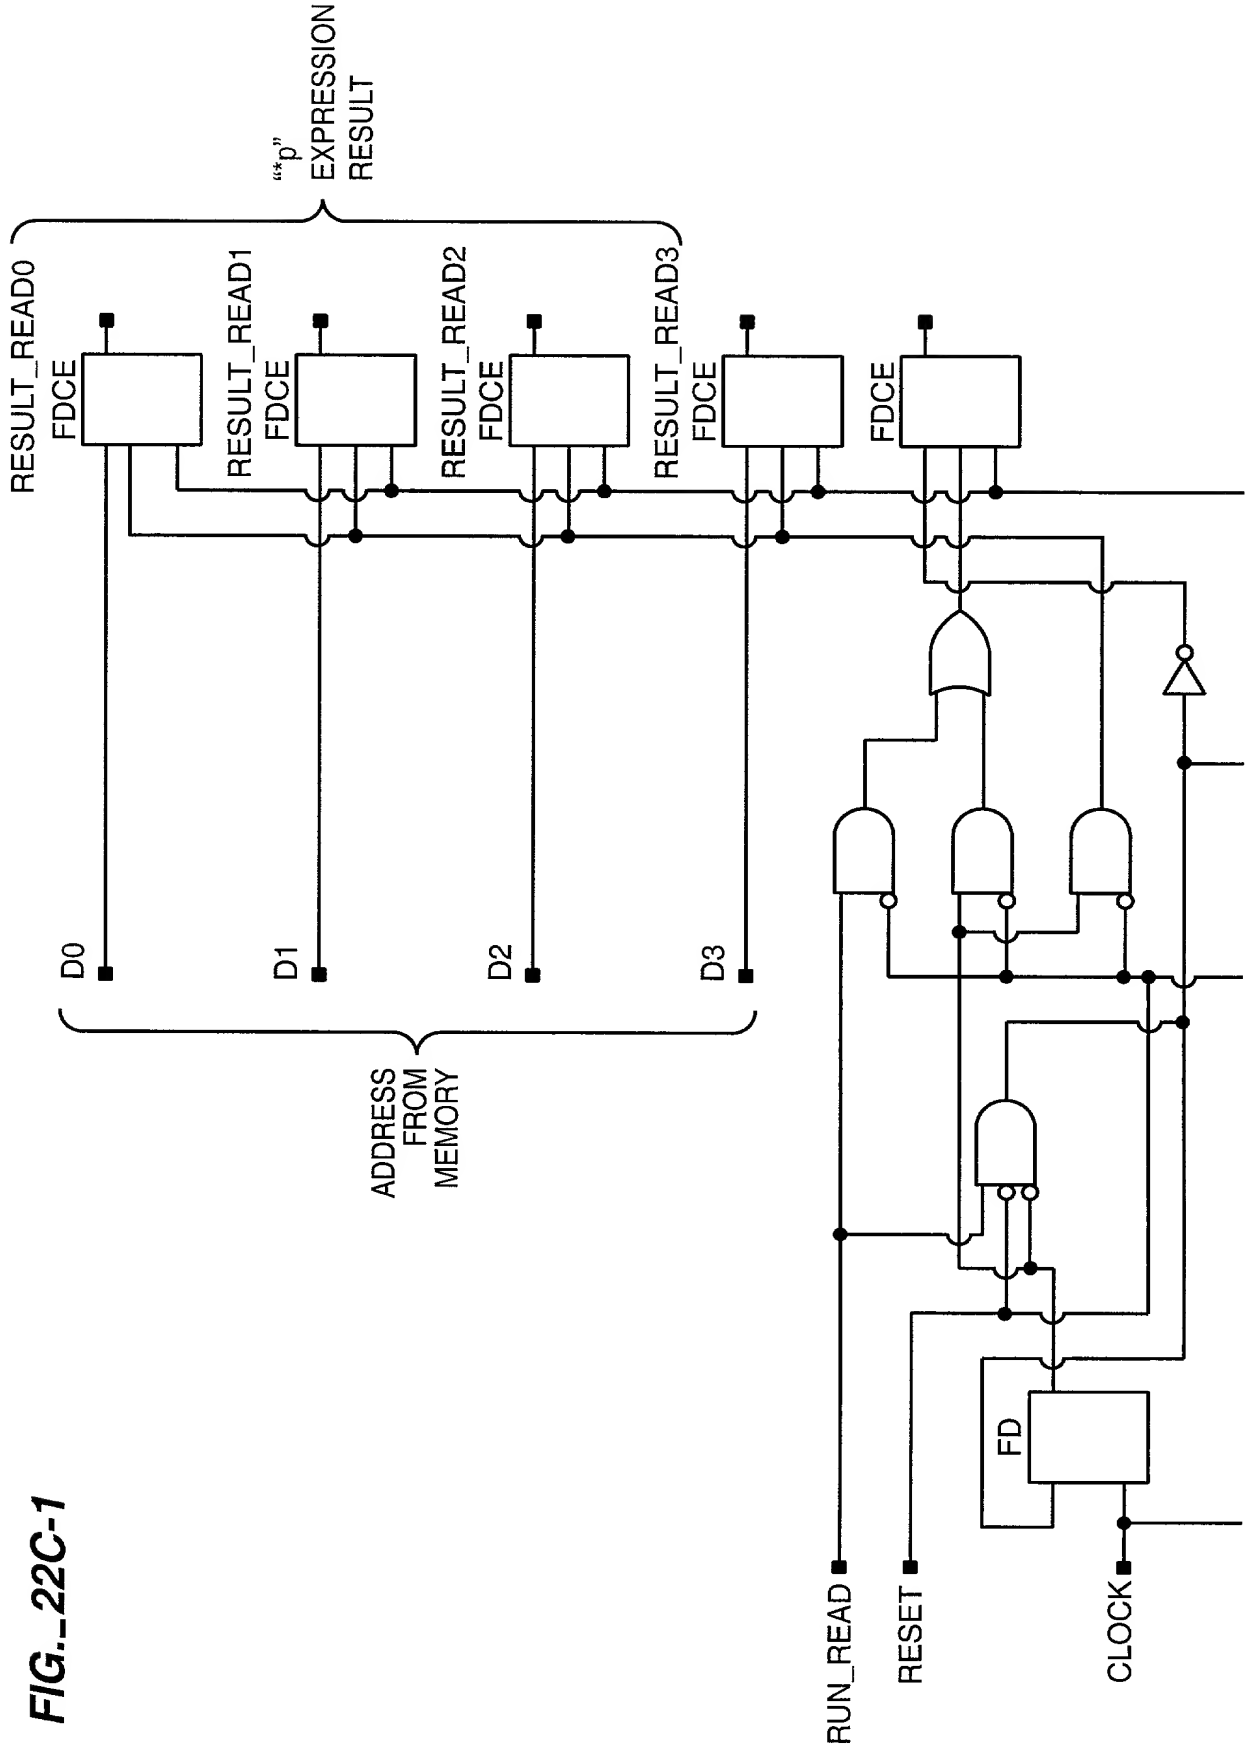 FIG._22C-1
RESULT_READ0
FDCE
RESULT_READ1
FDCE
RESULT_READ2
FDCE
RESULT_READ3
FDCE
FDCE
“*p”
EXPRESSION
RESULT
D0
D1
D2
D3
ADDRESS
FROM
MEMORY
FD
RUN_READ
RESET
CLOCK